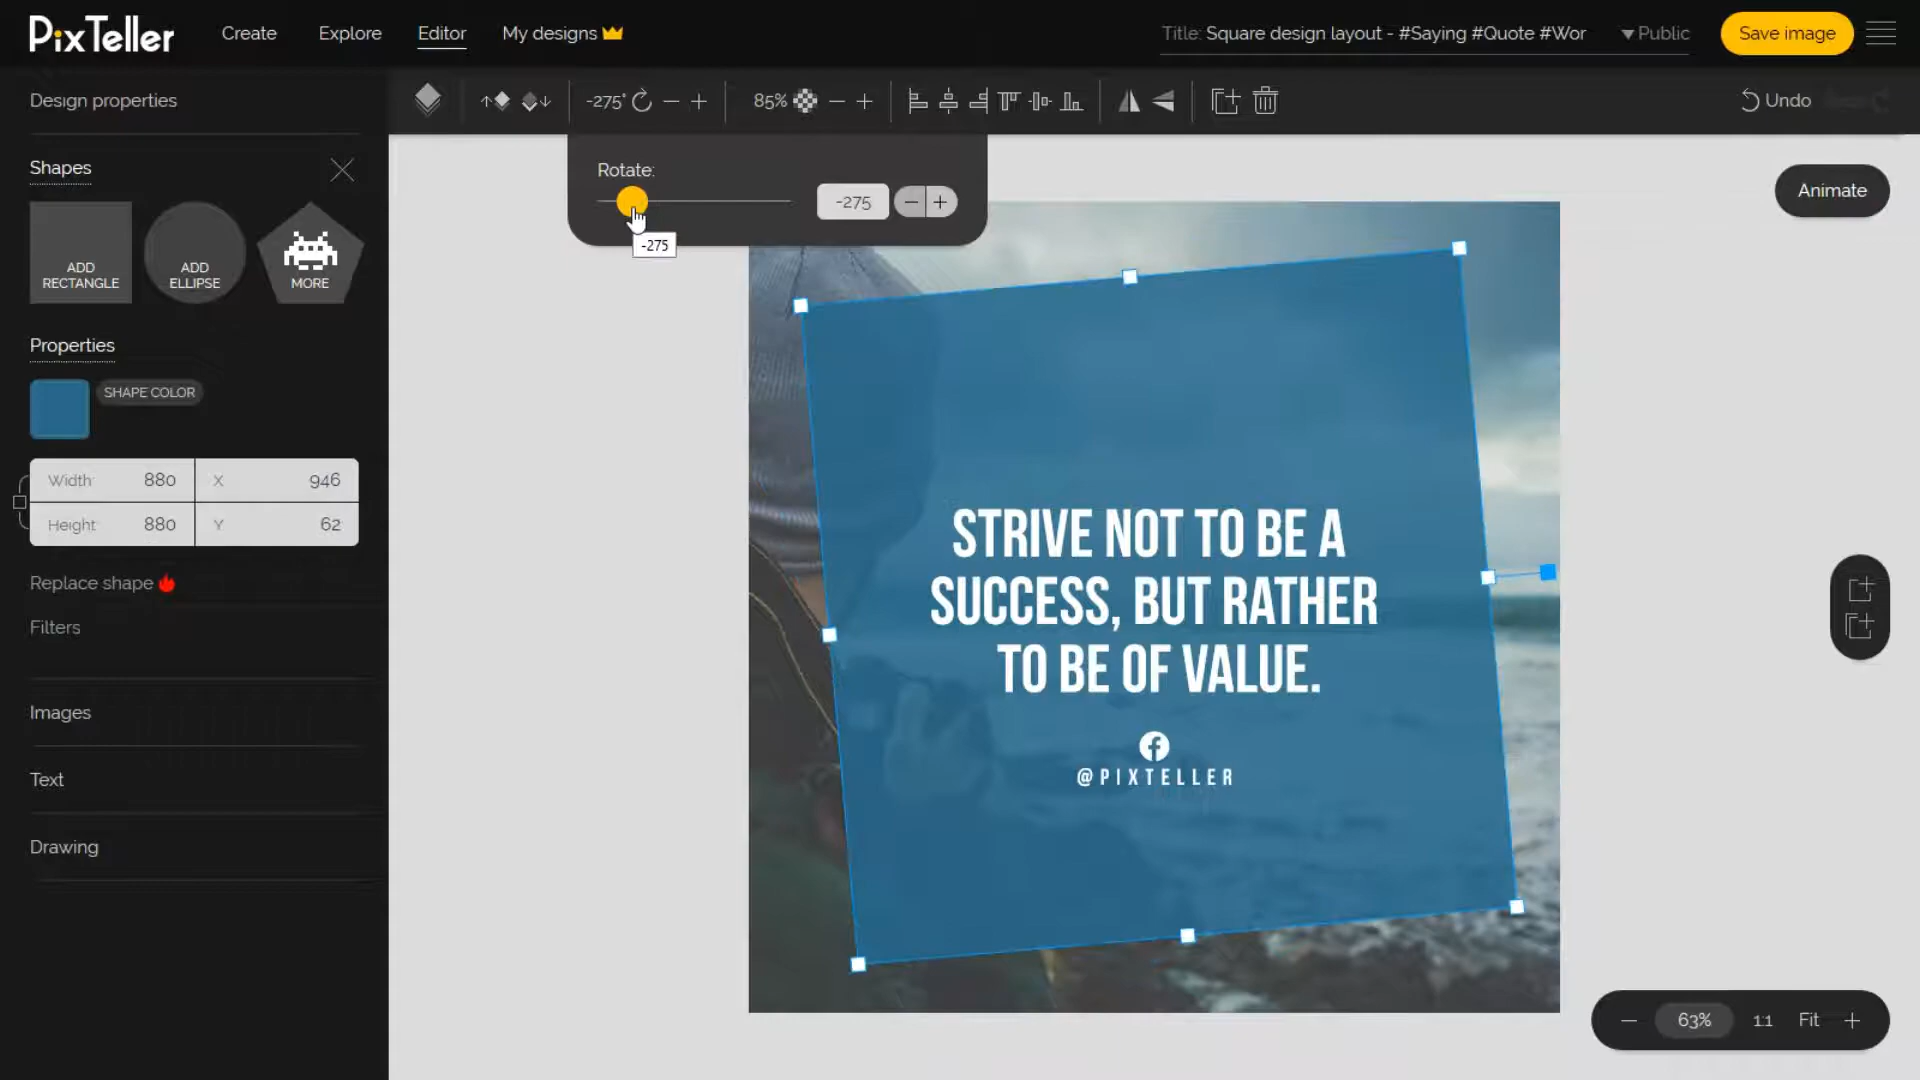 PixTeller
Create
Explore
Editor
My designs
Title: Square design layout - #Saying #Quote #Wor
Public
Save image
Design properties
-275°
85%
Undo
Shapes
ADD
RECTANGLE
ADD
ELLIPSE
MORE
Rotate:
-275
-275
Animate
Properties
SHAPE COLOR
Width 880 X 946
Height 880 Y 62
Replace shape
Filters
Images
Text
Drawing
STRIVE NOT TO BE A
SUCCESS, BUT RATHER
TO BE OF VALUE.
@PIXTELLER
63% 1:1 Fit